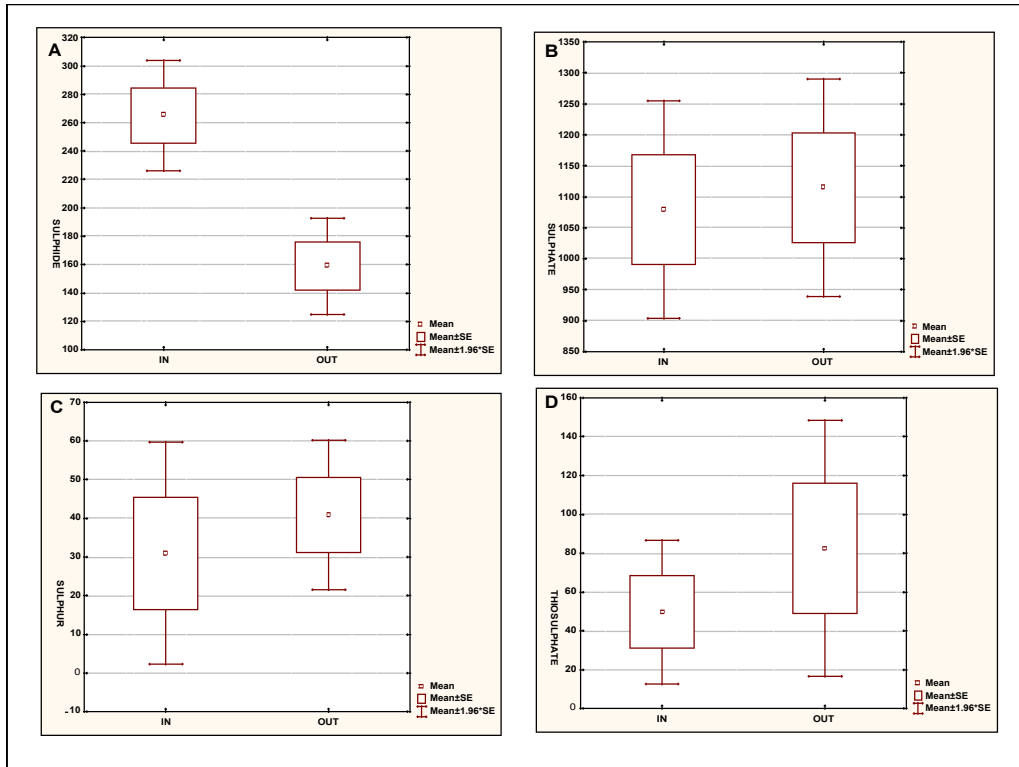 A
320
300
280
260
240
220
200
180
160
140
120
100
SULPHIDE
IN
OUT
Mean
Mean±SE
Mean±1.96*SE
B
1350
1300
1250
1200
1150
1100
1050
1000
950
900
850
SULPHATE
IN
OUT
Mean
Mean±SE
Mean±1.96*SE
C
70
60
50
40
30
20
10
0
-10
SULPHUR
IN
OUT
Mean
Mean±SE
Mean±1.96*SE
D
160
140
120
100
80
60
40
20
0
THIOSULPHATE
IN
OUT
Mean
Mean±SE
Mean±1.96*SE